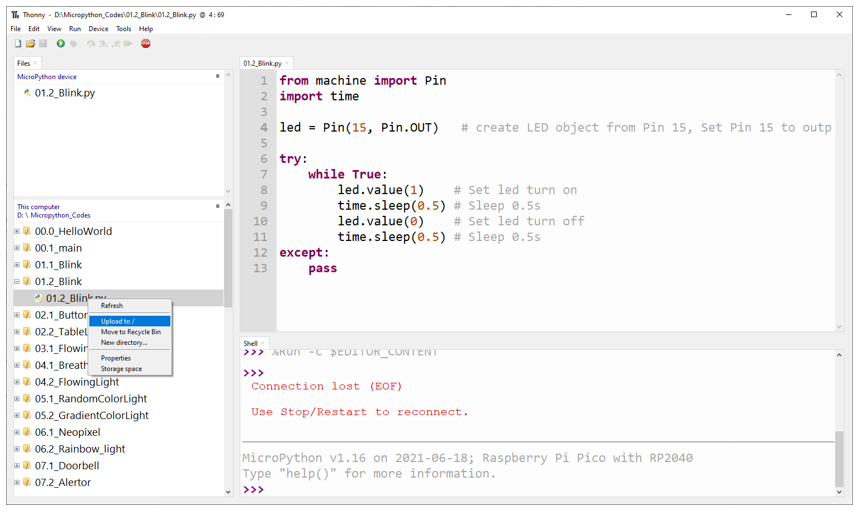 Thonny - D:\Micropython_Codes\01.2_Blink\01.2_Blink.py @ 4:69
File Edit View Run Device Tools Help
STOP
Files
MicroPython device
01.2_Blink.py
This computer
D: \ Micropython_Codes
00.0_HelloWorld
00.1_main
01.1_Blink
01.2_Blink
01.2_Blink.py
02.1_Button
02.2_TableL
03.1_Flowin
04.1_Breath
04.2_FlowingLight
05.1_RandomColorLight
05.2_GradientColorLight
06.1_Neopixel
06.2_Rainbow_light
07.1_Doorbell
07.2_Alertor
Refresh
Upload to /
Move to Recycle Bin
New directory...
Properties
Storage space
01.2_Blink.py
1 from machine import Pin
2 import time
3
4 led = Pin(15, Pin.OUT) # create LED object from Pin 15, Set Pin 15 to outp
5
6 try:
7 while True:
8 led.value(1) # Set led turn on
9 time.sleep(0.5) # Sleep 0.5s
10 led.value(0) # Set led turn off
11 time.sleep(0.5) # Sleep 0.5s
12 except:
13 pass
Shell
>>> %Run -c $EDITOR_CONTENT
>>>
Connection lost (EOF)
Use Stop/Restart to reconnect.
MicroPython v1.16 on 2021-06-18; Raspberry Pi Pico with RP2040
Type "help()" for more information.
>>>